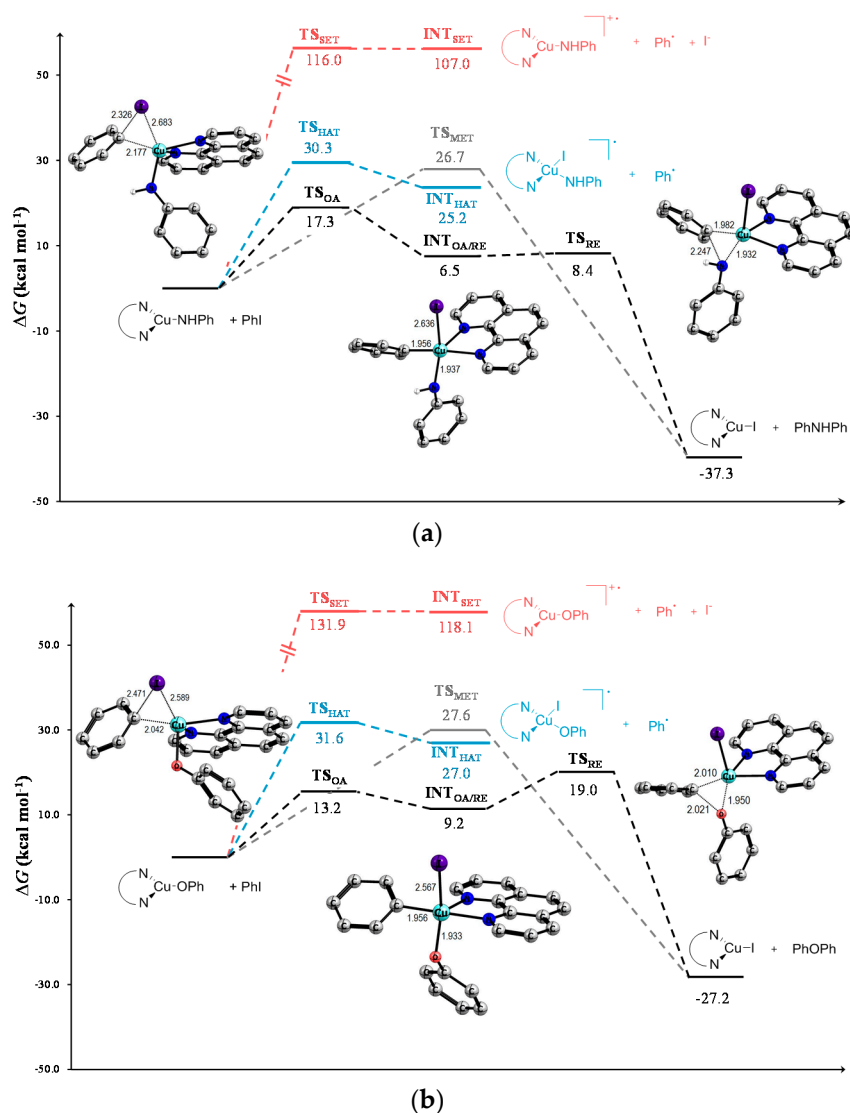 TS_SET INT_SET
116.0 107.0
N N Cu-NHPh +• + Ph• + I-
50
2.326 2.683
2.177
Cu N N N
TS_HAT TS_MET
30.3 26.7
N N Cu I NHPh • + Ph•
30
INT_HAT
25.2
TS_OA
17.3
1.982
2.247 1.932
INT_OA/RE TS_RE
6.5 8.4
10
ΔG (kcal mol-1)
N N Cu-NHPh + PhI
-10
2.636
1.956
1.937
-30
N N Cu-I + PhNHPh
-37.3
-50
(a)
TS_SET INT_SET
131.9 118.1
N N Cu-OPh +• + Ph• + I-
50.0
2.471 2.589
2.042
TS_HAT TS_MET
31.6 27.6
N N Cu I OPh • + Ph•
30.0
INT_HAT
27.0
TS_OA INT_OA/RE TS_RE
13.2 9.2 19.0
2.010
2.021 1.950
10.0
ΔG (kcal mol-1)
N N Cu-OPh + PhI
-10.0
2.567
1.956
1.933
-30.0
N N Cu-I + PhOPh
-27.2
-50.0
(b)